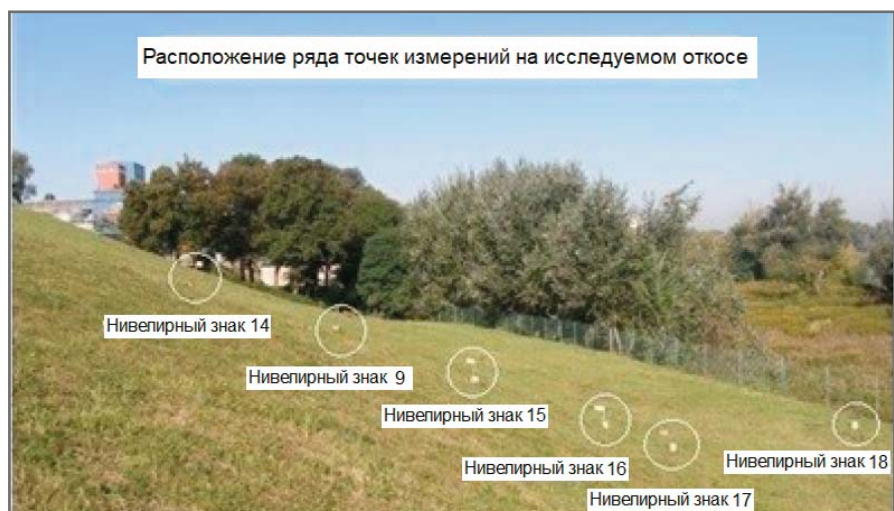 Расположение ряда точек измерений на исследуемом откосе
Нивелирный знак 14
Нивелирный знак 9
Нивелирный знак 15
Нивелирный знак 16
Нивелирный знак 18
Нивелирный знак 17